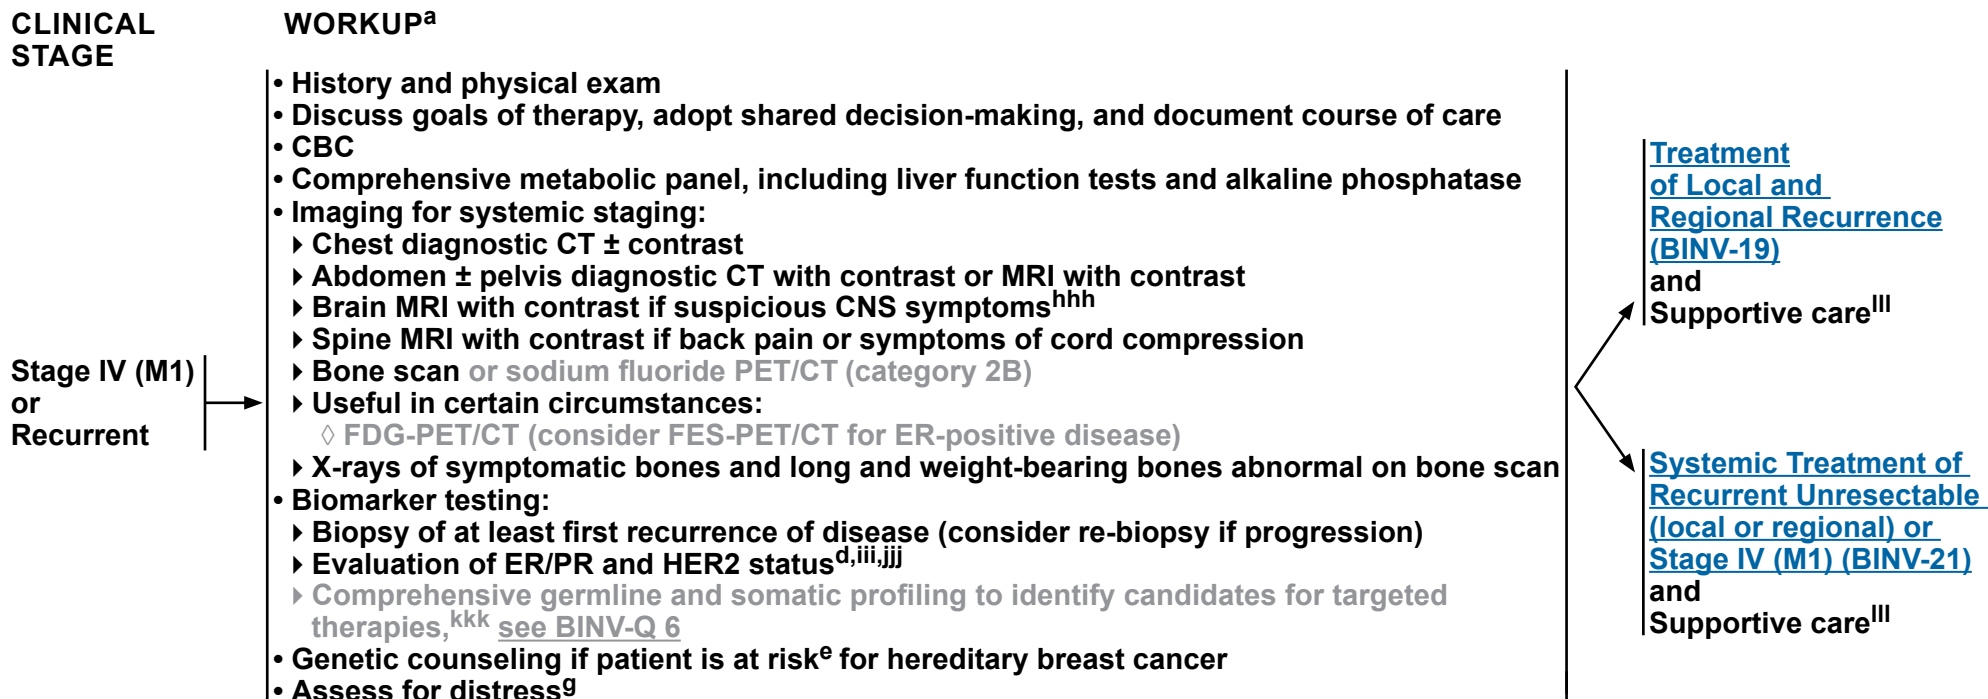 CLINICAL
STAGE
WORKUPᵃ
Stage IV (M1)
or
Recurrent
• History and physical exam
• Discuss goals of therapy, adopt shared decision-making, and document course of care
• CBC
• Comprehensive metabolic panel, including liver function tests and alkaline phosphatase
• Imaging for systemic staging:
▸ Chest diagnostic CT ± contrast
▸ Abdomen ± pelvis diagnostic CT with contrast or MRI with contrast
▸ Brain MRI with contrast if suspicious CNS symptomsʰʰʰ
▸ Spine MRI with contrast if back pain or symptoms of cord compression
▸ Bone scan or sodium fluoride PET/CT (category 2B)
▸ Useful in certain circumstances:
◊ FDG-PET/CT (consider FES-PET/CT for ER-positive disease)
▸ X-rays of symptomatic bones and long and weight-bearing bones abnormal on bone scan
• Biomarker testing:
▸ Biopsy of at least first recurrence of disease (consider re-biopsy if progression)
▸ Evaluation of ER/PR and HER2 statusᵈ,ⁱⁱⁱ,ʲʲʲ
▸ Comprehensive germline and somatic profiling to identify candidates for targeted
therapies,ᵏᵏᵏ see BINV-Q 6
• Genetic counseling if patient is at riskᵉ for hereditary breast cancer
• Assess for distressᵍ
Treatment
of Local and
Regional Recurrence
(BINV-19)
and
Supportive careˡˡˡ
Systemic Treatment of
Recurrent Unresectable
(local or regional) or
Stage IV (M1) (BINV-21)
and
Supportive careˡˡˡ